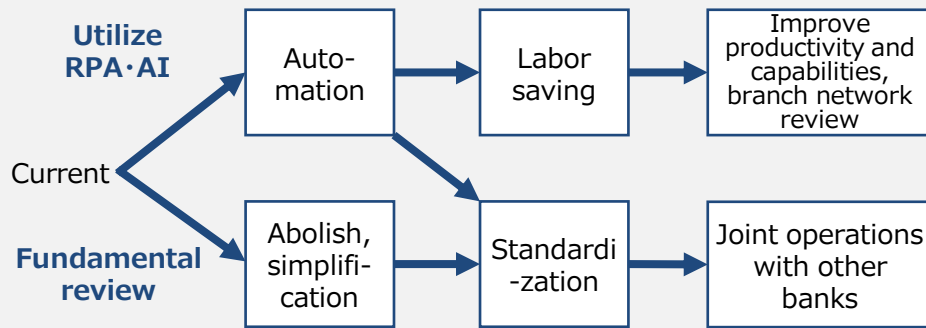 Utilize
RPA･AI
Auto-
mation
Labor
saving
Improve
productivity and
capabilities,
branch network
review
Current
Fundamental
review
Abolish,
simplifi-
cation
Standardi
-zation
Joint operations
with other
banks